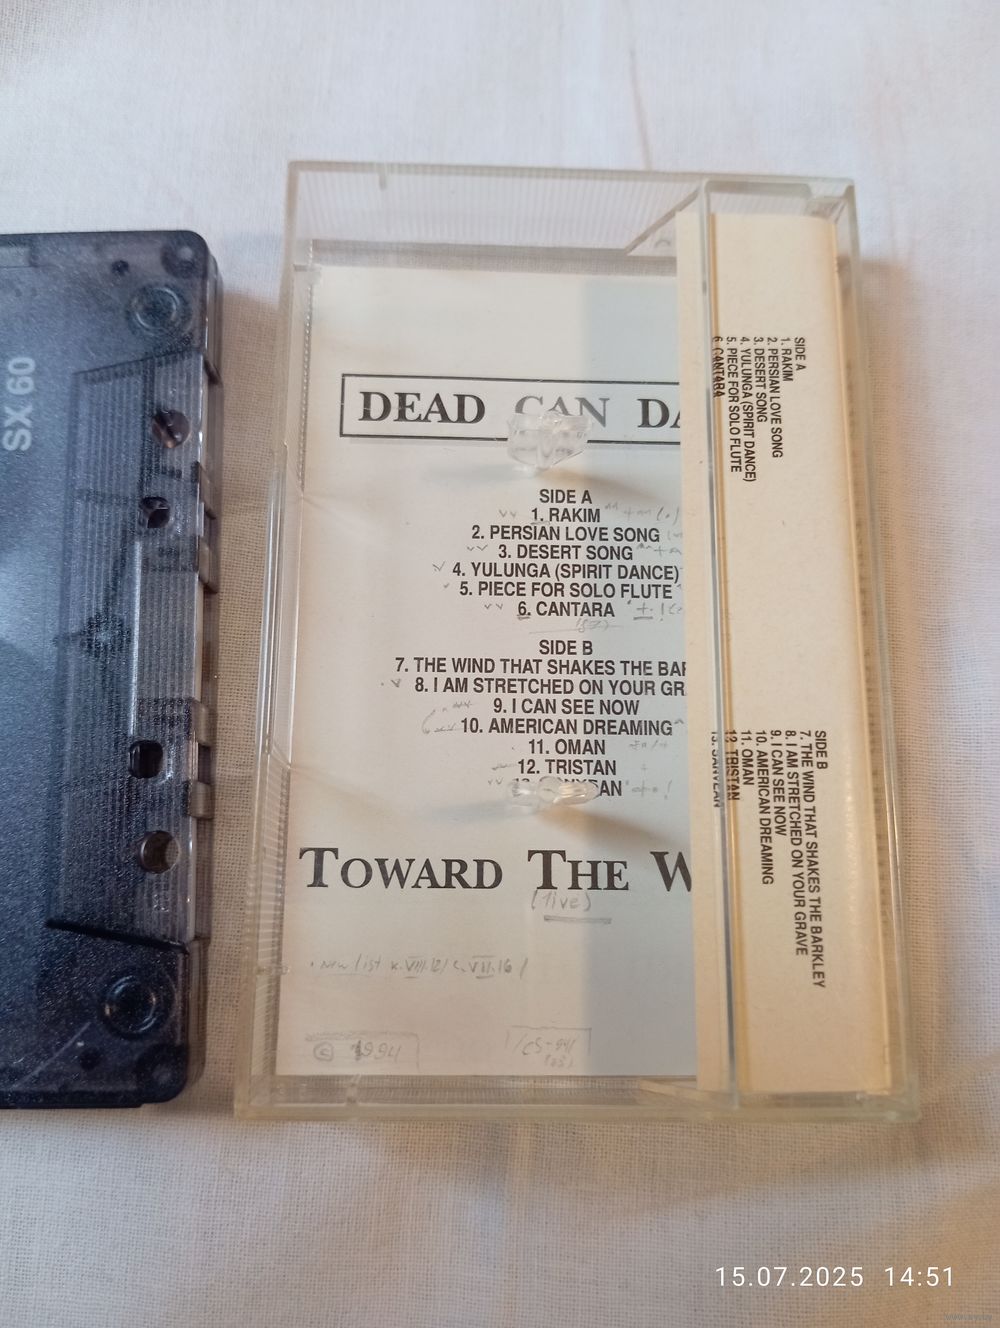 SX 90
DEAD CAN DA
SIDE A
1. RAKIM
2. PERSIAN LOVE SONG
3. DESERT SONG
4. YULUNGA (SPIRIT DANCE)
5. PIECE FOR SOLO FLUTE
6. CANTARA
SIDE B
7. THE WIND THAT SHAKES THE BAR
8. I AM STRETCHED ON YOUR GR
9. I CAN SEE NOW
10. AMERICAN DREAMING
11. OMAN
12. TRISTAN
TOWARD THE W
(live)
© 1994
SIDE A
1. RAKIM
2. PERSIAN LOVE SONG
3. DESERT SONG
4. YULUNGA (SPIRIT DANCE)
5. PIECE FOR SOLO FLUTE
6. CANTARA
SIDE B
7. THE WIND THAT SHAKES THE BARKLEY
8. I AM STRETCHED ON YOUR GRAVE
9. I CAN SEE NOW
10. AMERICAN DREAMING
11. OMAN
12. TRISTAN
13. SANVEAN
15.07.2025 14:51